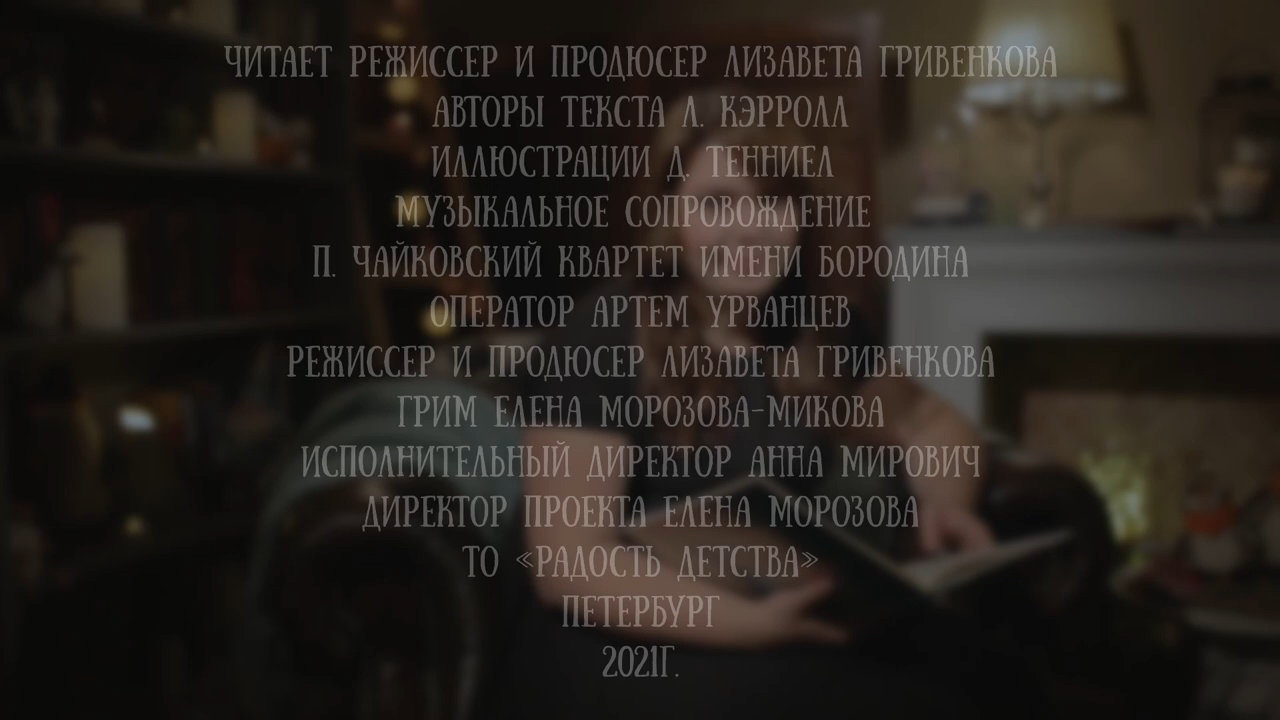 ЧИТАЕТ РЕЖИССЕР И ПРОДЮСЕР ЛИЗАВЕТА ГРИВЕНКОВА
АВТОРЫ ТЕКСТА Л. КЭРРОЛЛ
ИЛЛЮСТРАЦИИ Д. ТЕННИЕЛ
МУЗЫКАЛЬНОЕ СОПРОВОЖДЕНИЕ
П. ЧАЙКОВСКИЙ КВАРТЕТ ИМЕНИ БОРОДИНА
ОПЕРАТОР АРТЕМ УРВАНЦЕВ
РЕЖИССЕР И ПРОДЮСЕР ЛИЗАВЕТА ГРИВЕНКОВА
ГРИМ ЕЛЕНА МОРОЗОВА-МИКОВА
ИСПОЛНИТЕЛЬНЫЙ ДИРЕКТОР АННА МИРОВИЧ
ДИРЕКТОР ПРОЕКТА ЕЛЕНА МОРОЗОВА
ТО «РАДОСТЬ ДЕТСТВА»
ПЕТЕРБУРГ
2021Г.